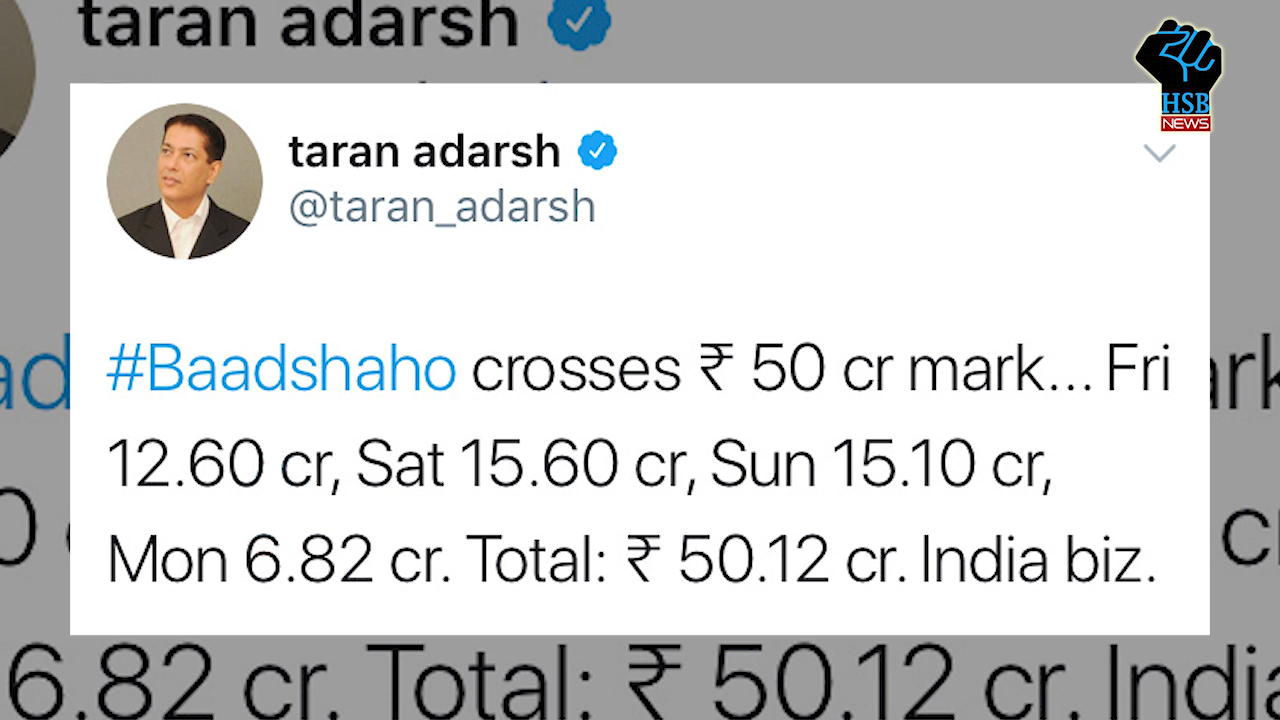 taran adarsh
HSB
NEWS
taran adarsh
@taran_adarsh
#Baadshaho crosses ₹ 50 cr mark... Fri
12.60 cr, Sat 15.60 cr, Sun 15.10 cr,
Mon 6.82 cr. Total: ₹ 50.12 cr. India biz.
6.82 cr. Total: ₹ 50.12 cr. India